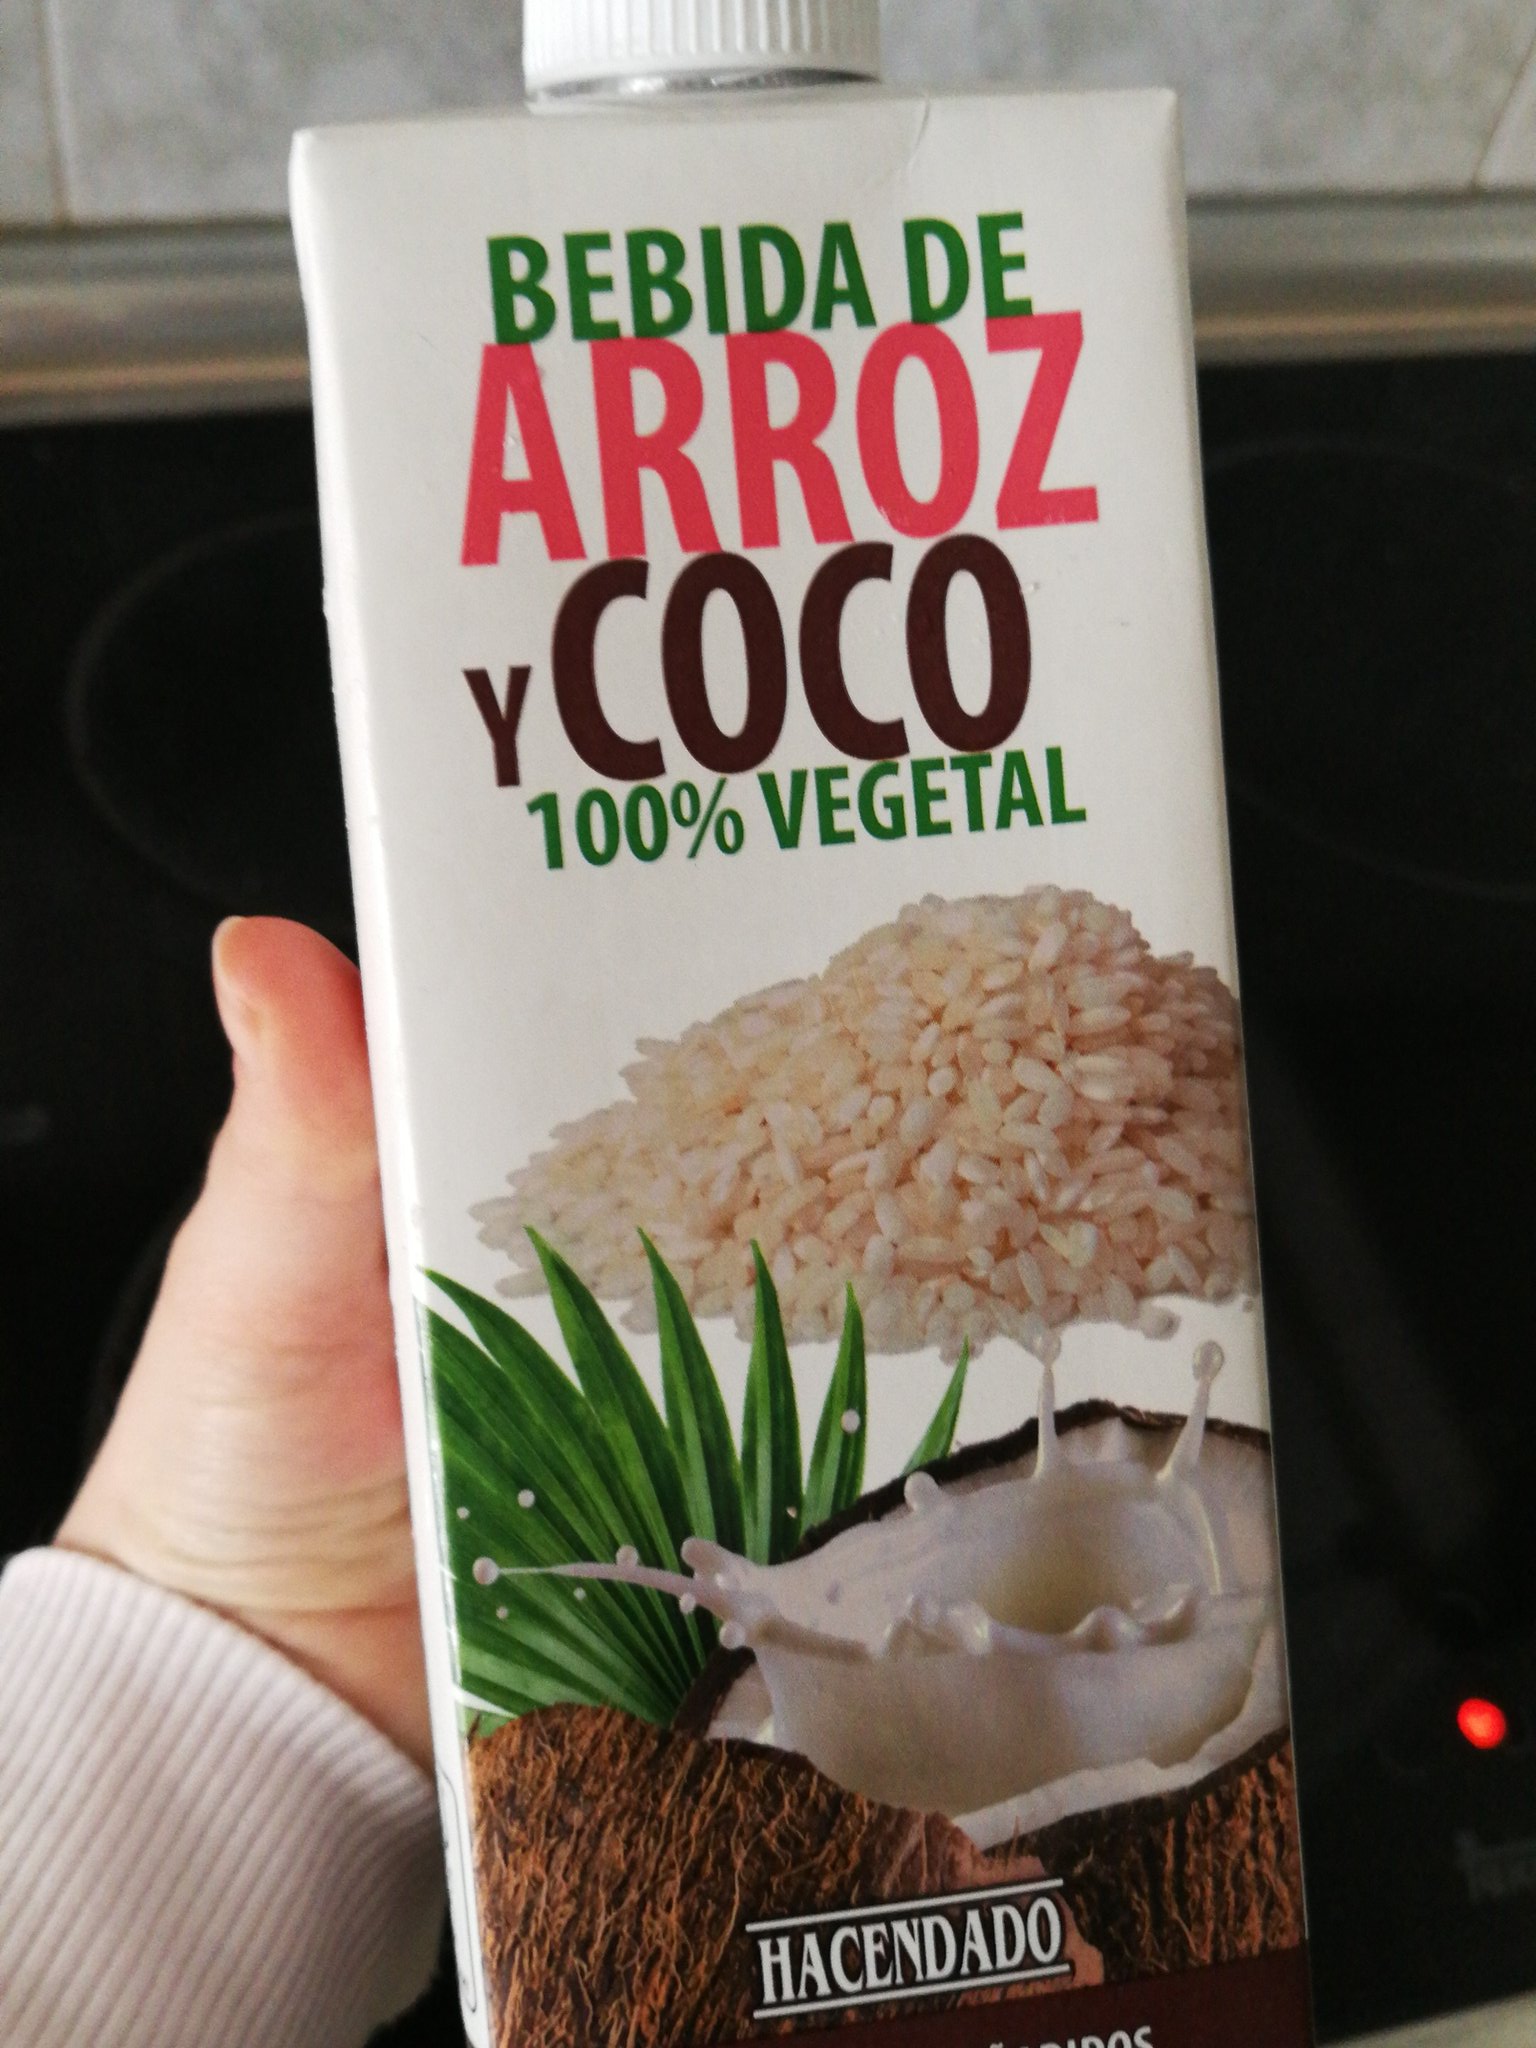 BEBIDA DE
ARROZ
Y COCO
100% VEGETAL
HACENDADO